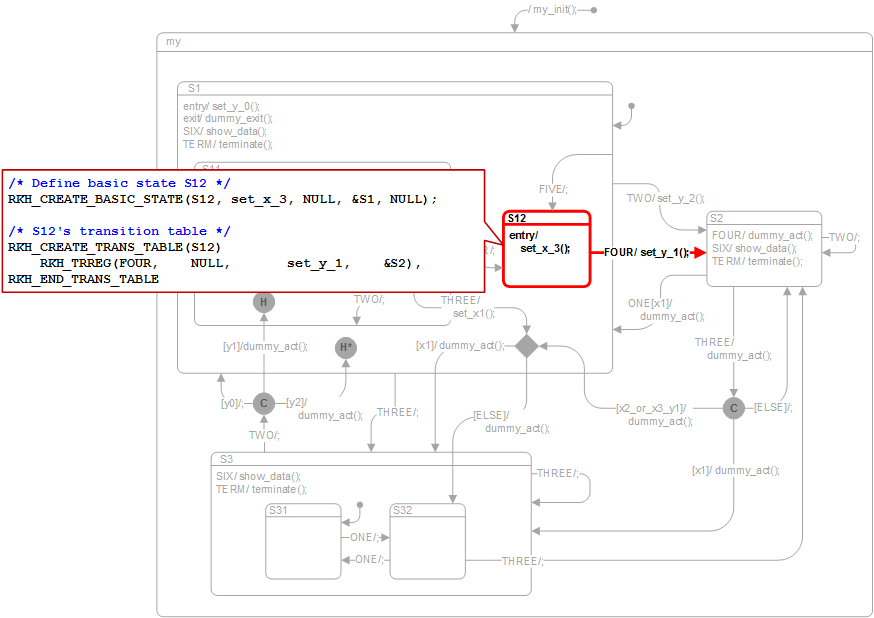 / my_init();
my
S1
entry/ set_y_0();
exit/ dummy_exit();
SIX/ show_data();
TERM/ terminate();
/* Define basic state S12 */
RKH_CREATE_BASIC_STATE(S12, set_x_3, NULL, &S1, NULL);
/* S12's transition table */
RKH_CREATE_TRANS_TABLE(S12)
RKH_TRREG(FOUR, NULL, set_y_1, &S2),
RKH_END_TRANS_TABLE
FIVE/;
S12
entry/
set_x_3();
FOUR/ set_y_1();
TWO/ set_y_2();
S2
FOUR/ dummy_act();
SIX/ show_data();
TERM/ terminate();
TWO/;
H
TWO/;
THREE/
set_x1();
ONE[x1]/
dummy_act();
[y1]/dummy_act();
H*
[x1]/ dummy_act();
THREE/
dummy_act();
[y0]/;
C
[y2]/
dummy_act();
THREE/;
[ELSE]/
dummy_act();
[x2_or_x3_y1]/
dummy_act();
C
[ELSE]/;
TWO/;
S3
SIX/ show_data();
TERM/ terminate();
THREE/;
[x1]/ dummy_act();
S31
S32
ONE/;
ONE/;
THREE/;